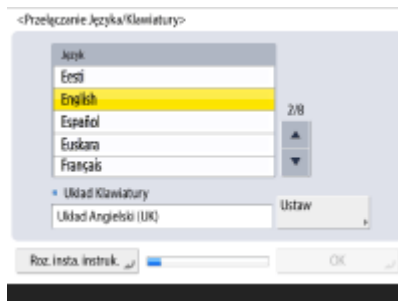 <Przełączanie Języka/Klawiatury>
Język
Eesti
English
Español
Euskara
Français
2/8
Układ Klawiatury
Układ Angielski (UK)
Ustaw
Roz. insta. instruk.
OK